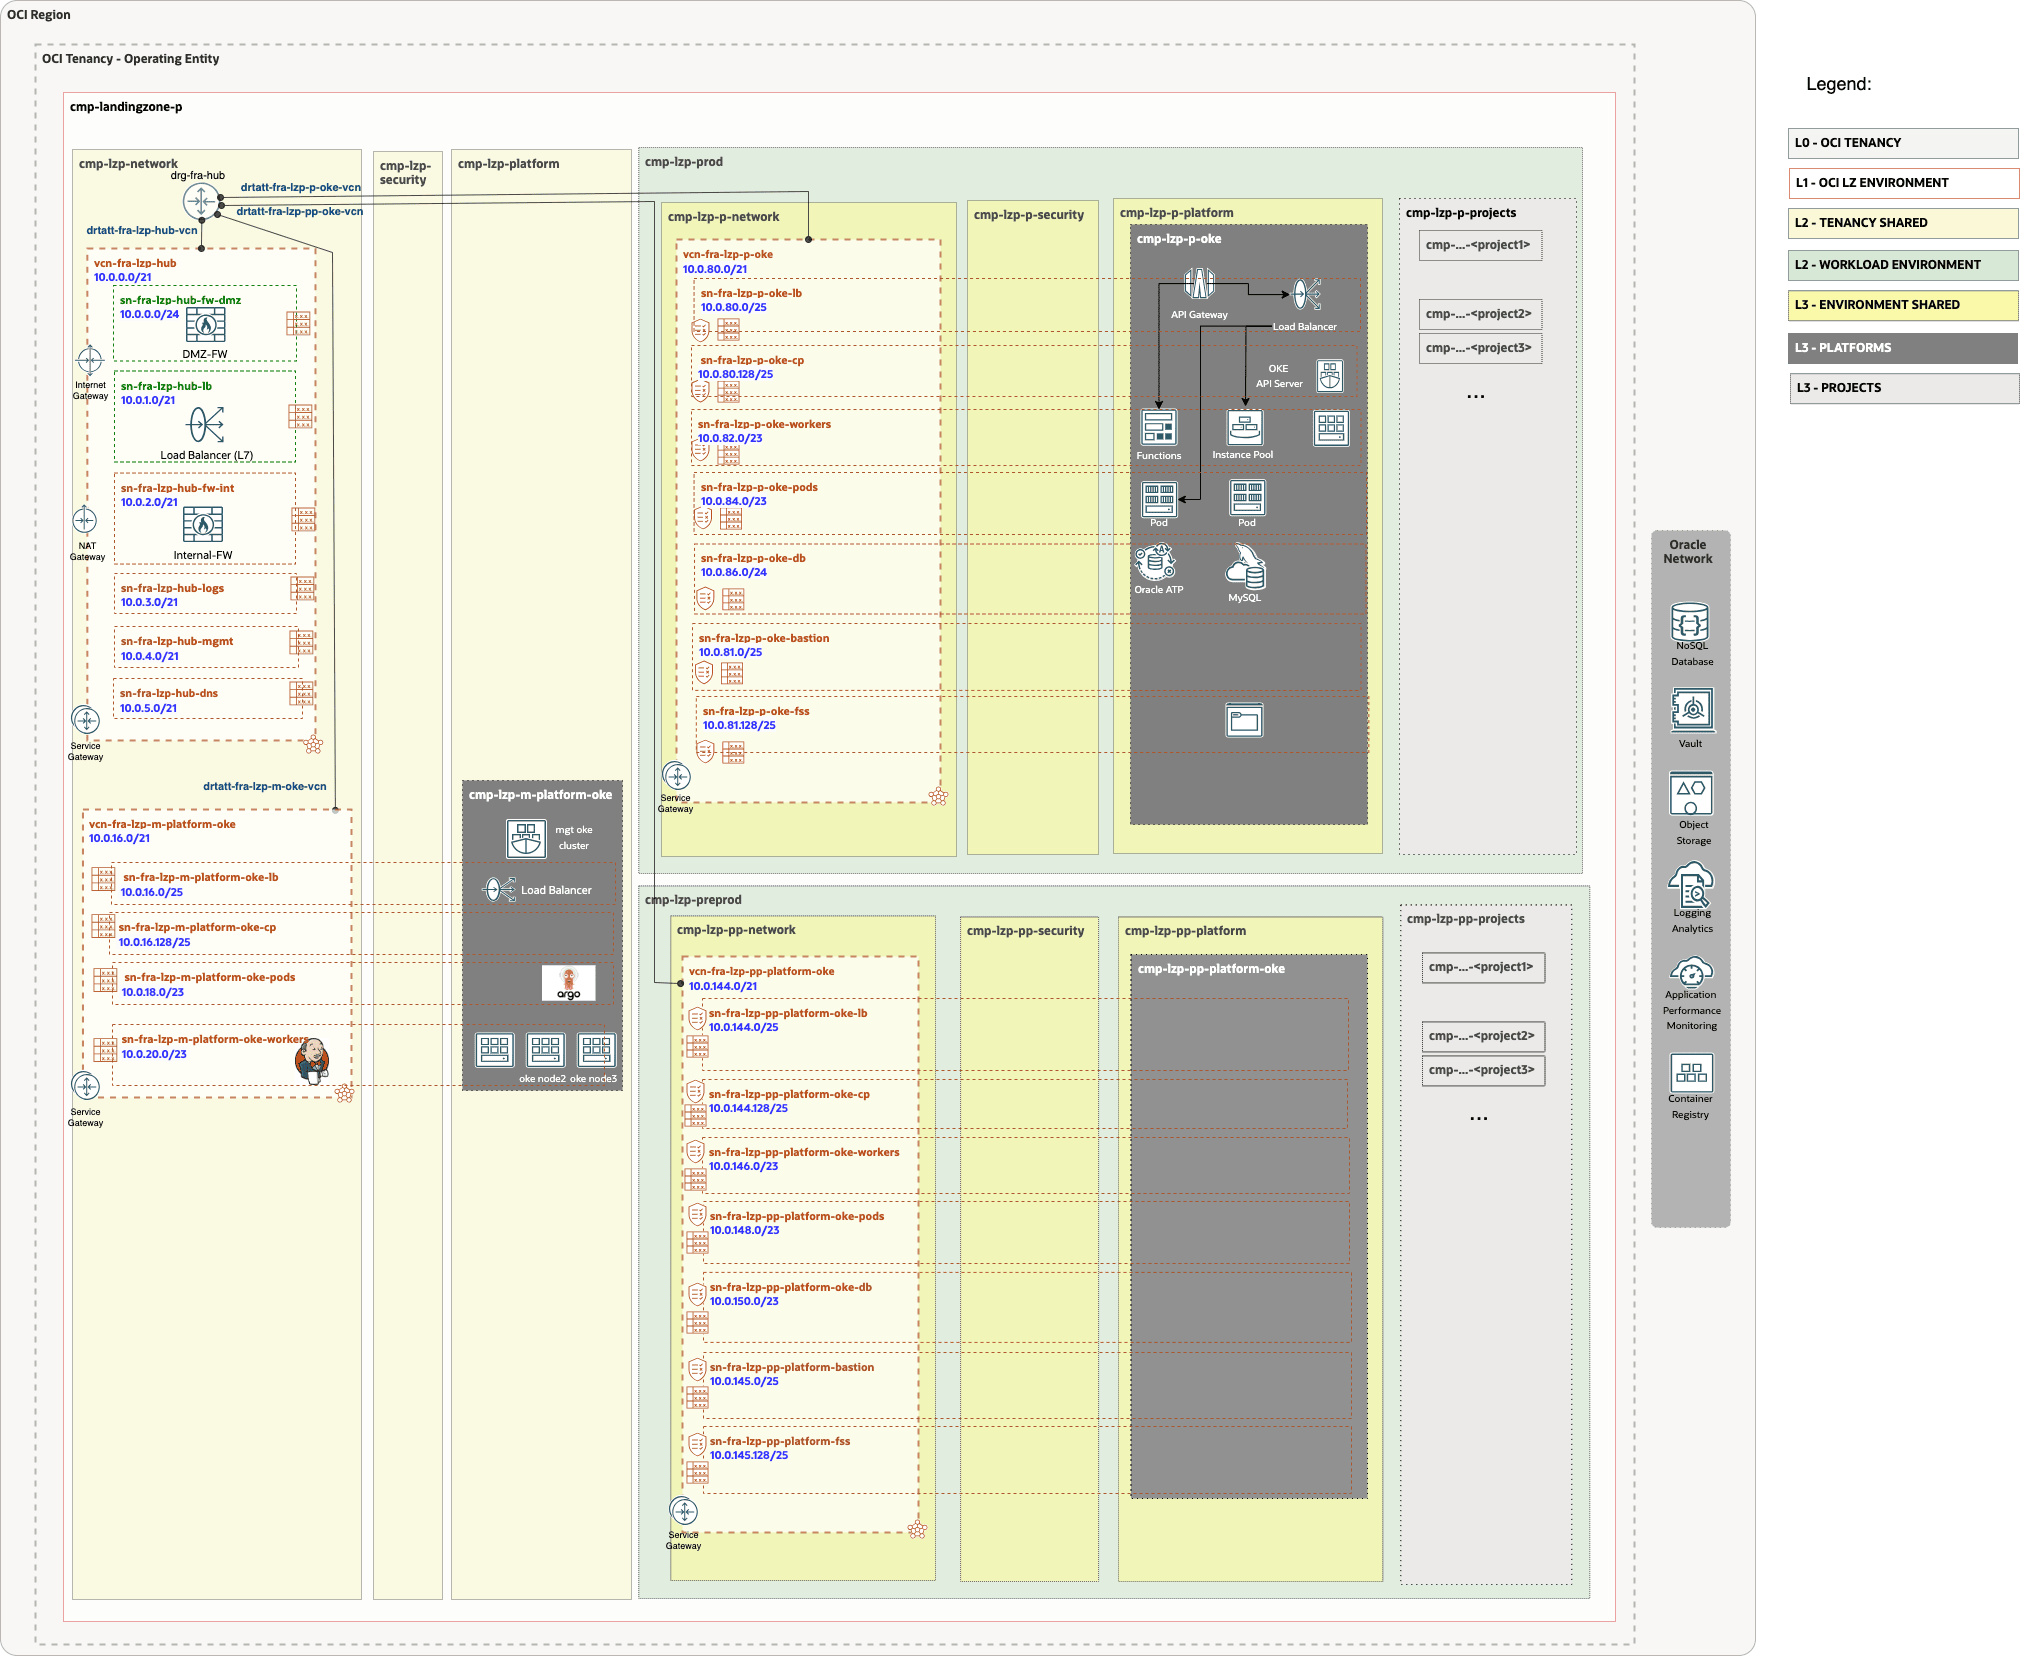 OCI Region
OCI Tenancy - Operating Entity
cmp-landingzone-p
cmp-lzp-network
drg-fra-hub
drtatt-fra-lzp-p-oke-vcn
drtatt-fra-lzp-pp-oke-vcn
drtatt-fra-lzp-hub-vcn
vcn-fra-lzp-hub
10.0.0.0/21
sn-fra-lzp-hub-fw-dmz
10.0.0.0/24
DMZ-FW
Internet
Gateway
sn-fra-lzp-hub-lb
10.0.1.0/21
Load Balancer (L7)
sn-fra-lzp-hub-fw-int
10.0.2.0/21
Internal-FW
NAT
Gateway
sn-fra-lzp-hub-logs
10.0.3.0/21
sn-fra-lzp-hub-mgmt
10.0.4.0/21
sn-fra-lzp-hub-dns
10.0.5.0/21
Service
Gateway
drtatt-fra-lzp-m-oke-vcn
vcn-fra-lzp-m-platform-oke
10.0.16.0/21
sn-fra-lzp-m-platform-oke-lb
10.0.16.0/25
sn-fra-lzp-m-platform-oke-cp
10.0.16.128/25
sn-fra-lzp-m-platform-oke-pods
10.0.18.0/23
sn-fra-lzp-m-platform-oke-workers
10.0.20.0/23
Service
Gateway
cmp-lzp-
security
cmp-lzp-platform
cmp-lzp-m-platform-oke
mgt oke
cluster
Load Balancer
argo
oke node2
oke node3
cmp-lzp-prod
cmp-lzp-p-network
vcn-fra-lzp-p-oke
10.0.80.0/21
sn-fra-lzp-p-oke-lb
10.0.80.0/25
sn-fra-lzp-p-oke-cp
10.0.80.128/25
sn-fra-lzp-p-oke-workers
10.0.82.0/23
sn-fra-lzp-p-oke-pods
10.0.84.0/23
sn-fra-lzp-p-oke-db
10.0.86.0/24
sn-fra-lzp-p-oke-bastion
10.0.81.0/25
sn-fra-lzp-p-oke-fss
10.0.81.128/25
Service
Gateway
cmp-lzp-p-security
cmp-lzp-p-platform
cmp-lzp-p-oke
API Gateway
Load Balancer
OKE
API Server
Functions
Instance Pool
Pod
Pod
Oracle ATP
MySQL
cmp-lzp-p-projects
cmp-...-<project1>
cmp-...-<project2>
cmp-...-<project3>
...
cmp-lzp-preprod
cmp-lzp-pp-network
vcn-fra-lzp-pp-platform-oke
10.0.144.0/21
sn-fra-lzp-pp-platform-oke-lb
10.0.144.0/25
sn-fra-lzp-pp-platform-oke-cp
10.0.144.128/25
sn-fra-lzp-pp-platform-oke-workers
10.0.146.0/23
sn-fra-lzp-pp-platform-oke-pods
10.0.148.0/23
sn-fra-lzp-pp-platform-oke-db
10.0.150.0/23
sn-fra-lzp-pp-platform-bastion
10.0.145.0/25
sn-fra-lzp-pp-platform-fss
10.0.145.128/25
Service
Gateway
cmp-lzp-pp-security
cmp-lzp-pp-platform
cmp-lzp-pp-platform-oke
cmp-lzp-pp-projects
cmp-...-<project1>
cmp-...-<project2>
cmp-...-<project3>
...
Oracle
Network
NoSQL
Database
Vault
Object
Storage
Logging
Analytics
Application
Performance
Monitoring
Container
Registry
Legend:
L0 - OCI TENANCY
L1 - OCI LZ ENVIRONMENT
L2 - TENANCY SHARED
L2 - WORKLOAD ENVIRONMENT
L3 - ENVIRONMENT SHARED
L3 - PLATFORMS
L3 - PROJECTS